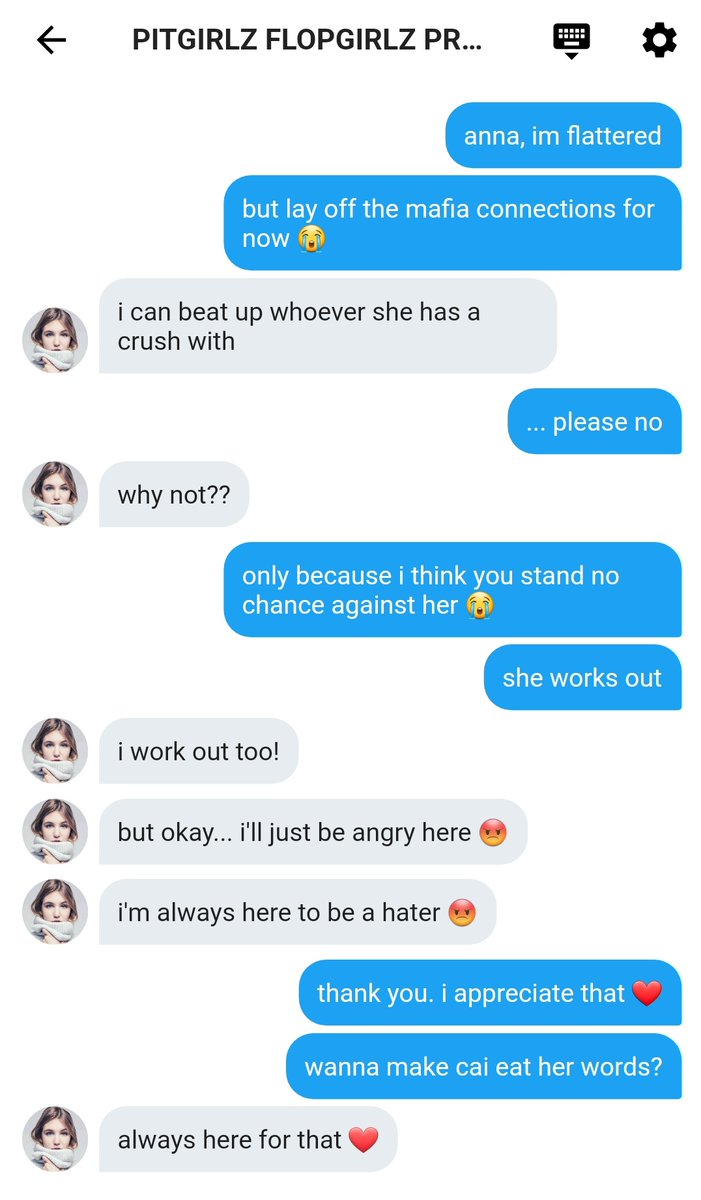 PITGIRLZ FLOPGIRLZ PR...
anna, im flattered
but lay off the mafia connections for
now 😭
i can beat up whoever she has a
crush with
... please no
why not??
only because i think you stand no
chance against her 😭
she works out
i work out too!
but okay... i'll just be angry here 😡
i'm always here to be a hater 😡
thank you. i appreciate that ❤️
wanna make cai eat her words?
always here for that ❤️